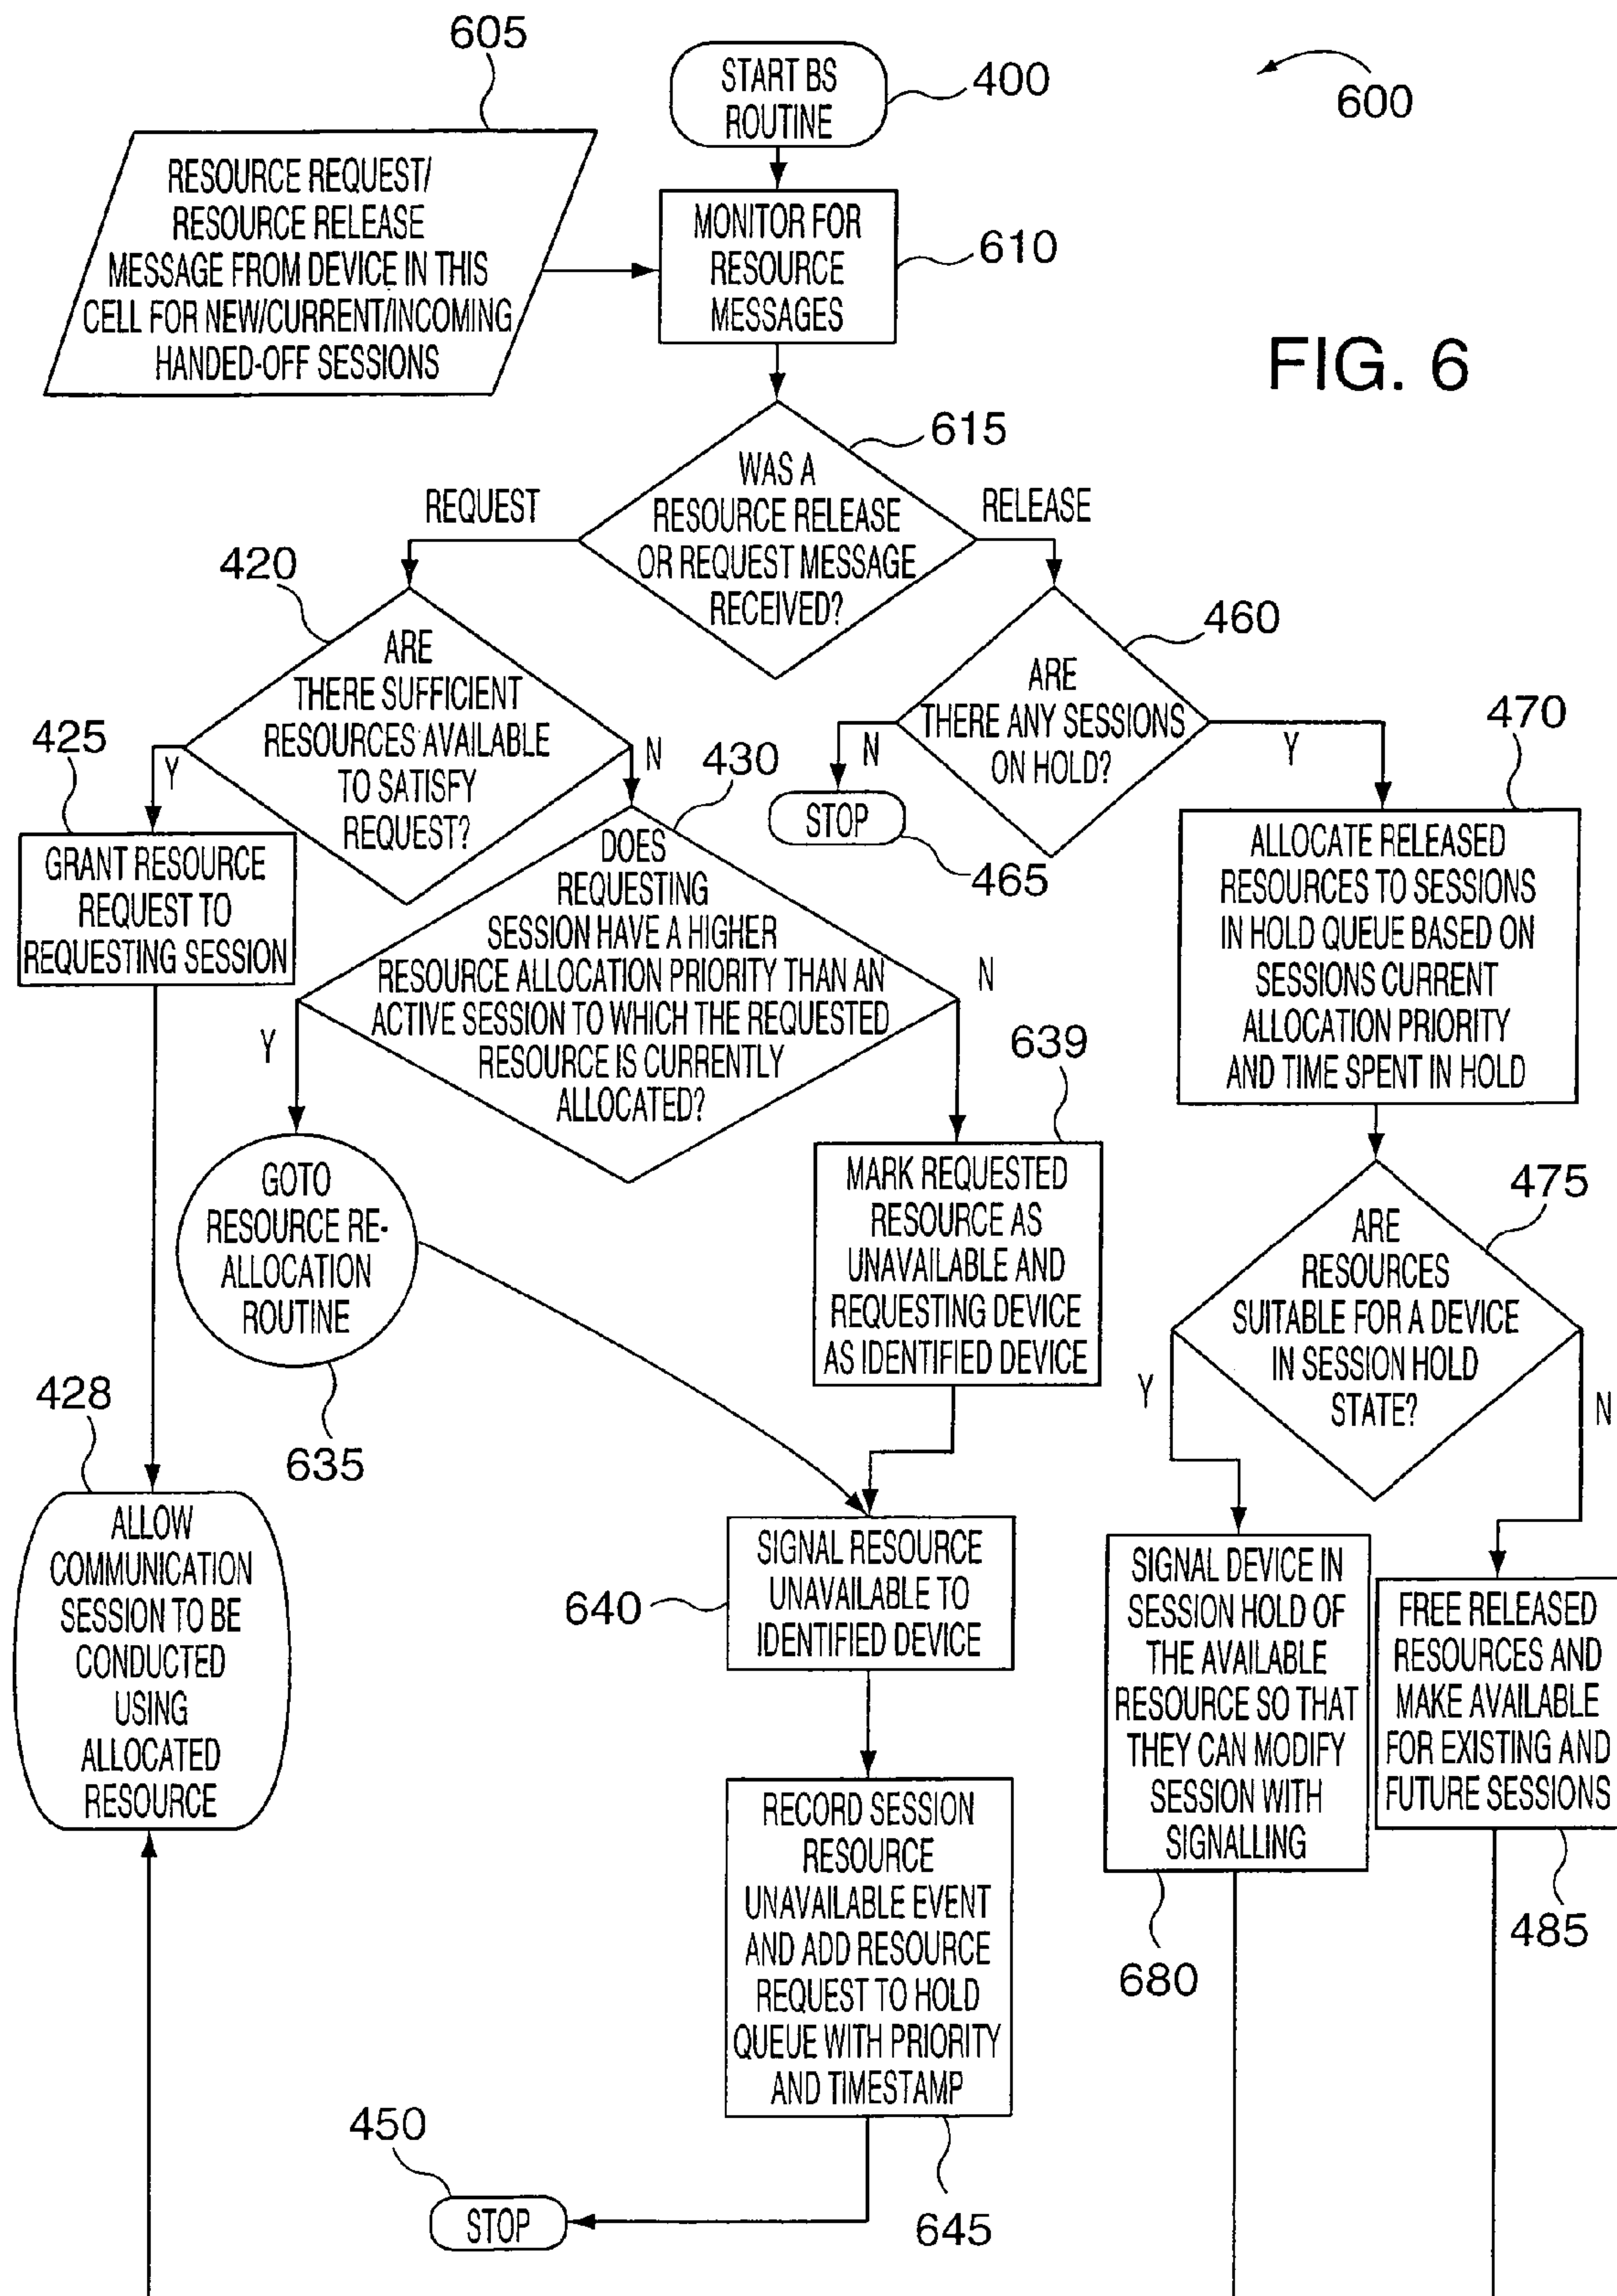 605
START BS
ROUTINE
400
600
RESOURCE REQUEST/
RESOURCE RELEASE
MESSAGE FROM DEVICE IN THIS
CELL FOR NEW/CURRENT/INCOMING
HANDED-OFF SESSIONS
MONITOR FOR
RESOURCE
MESSAGES
610
FIG. 6
615
WAS A
RESOURCE RELEASE
OR REQUEST MESSAGE
RECEIVED?
REQUEST
RELEASE
420
ARE
THERE SUFFICIENT
RESOURCES AVAILABLE
TO SATISFY
REQUEST?
Y
N
460
ARE
THERE ANY SESSIONS
ON HOLD?
N
Y
STOP
465
425
GRANT RESOURCE
REQUEST TO
REQUESTING SESSION
430
DOES
REQUESTING
SESSION HAVE A HIGHER
RESOURCE ALLOCATION PRIORITY THAN AN
ACTIVE SESSION TO WHICH THE REQUESTED
RESOURCE IS CURRENTLY
ALLOCATED?
Y
N
470
ALLOCATE RELEASED
RESOURCES TO SESSIONS
IN HOLD QUEUE BASED ON
SESSIONS CURRENT
ALLOCATION PRIORITY
AND TIME SPENT IN HOLD
639
MARK REQUESTED
RESOURCE AS
UNAVAILABLE AND
REQUESTING DEVICE
AS IDENTIFIED DEVICE
GOTO
RESOURCE RE-
ALLOCATION
ROUTINE
635
475
ARE
RESOURCES
SUITABLE FOR A DEVICE
IN SESSION HOLD
STATE?
Y
N
428
ALLOW
COMMUNICATION
SESSION TO BE
CONDUCTED
USING
ALLOCATED
RESOURCE
640
SIGNAL RESOURCE
UNAVAILABLE TO
IDENTIFIED DEVICE
SIGNAL DEVICE IN
SESSION HOLD OF
THE AVAILABLE
RESOURCE SO THAT
THEY CAN MODIFY
SESSION WITH
SIGNALLING
680
FREE RELEASED
RESOURCES AND
MAKE AVAILABLE
FOR EXISTING AND
FUTURE SESSIONS
485
RECORD SESSION
RESOURCE
UNAVAILABLE EVENT
AND ADD RESOURCE
REQUEST TO HOLD
QUEUE WITH PRIORITY
AND TIMESTAMP
645
450
STOP